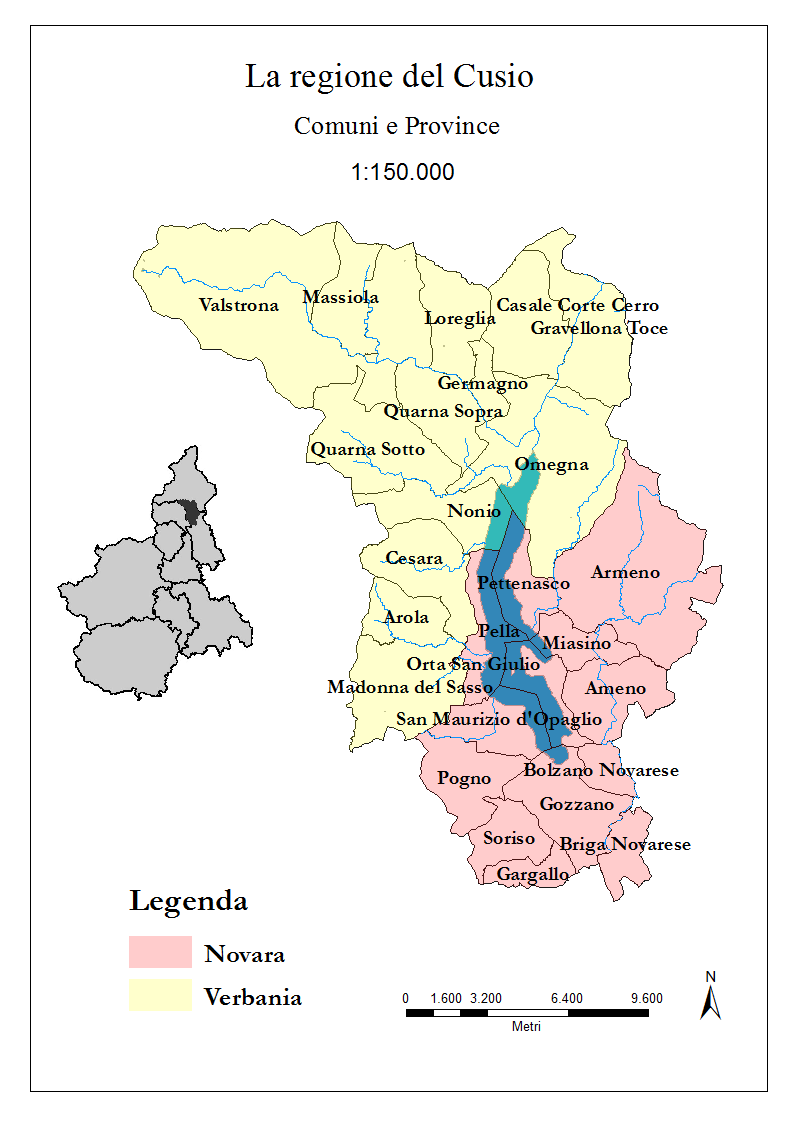 La regione del Cusio
Comuni e Province
1:150.000
Valstrona
Massiola
Loreglia
Casale Corte Cerro
Gravellona Toce
Germagno
Quarna Sopra
Quarna Sotto
Omegna
Nonio
Cesara
Pettenasco
Armeno
Arola
Pella
Miasino
Orta San Giulio
Madonna del Sasso
Ameno
San Maurizio d'Opaglio
Pogno
Bolzano Novarese
Gozzano
Soriso
Briga Novarese
Gargallo
Legenda
Novara
Verbania
N
0 1.600 3.200 6.400 9.600
Metri